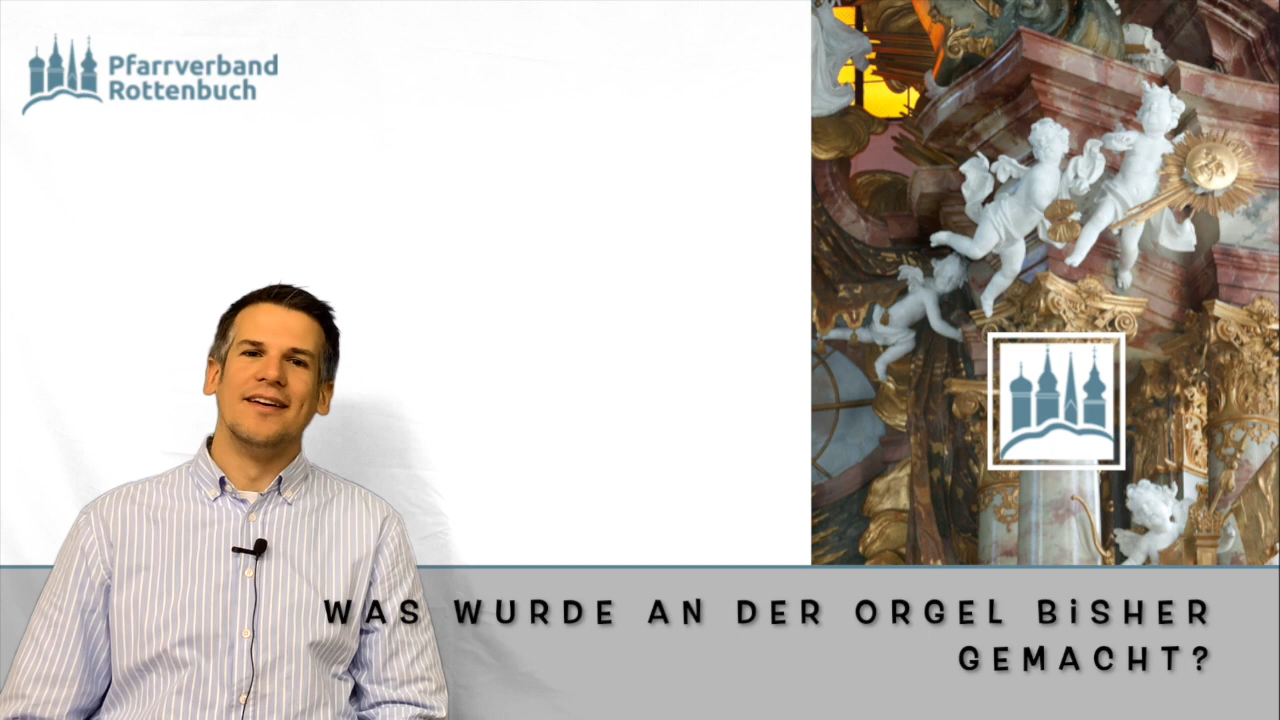 Pfarrverband
Rottenbuch
WAS WURDE AN DER ORGEL BiSHER
GEMACHT?